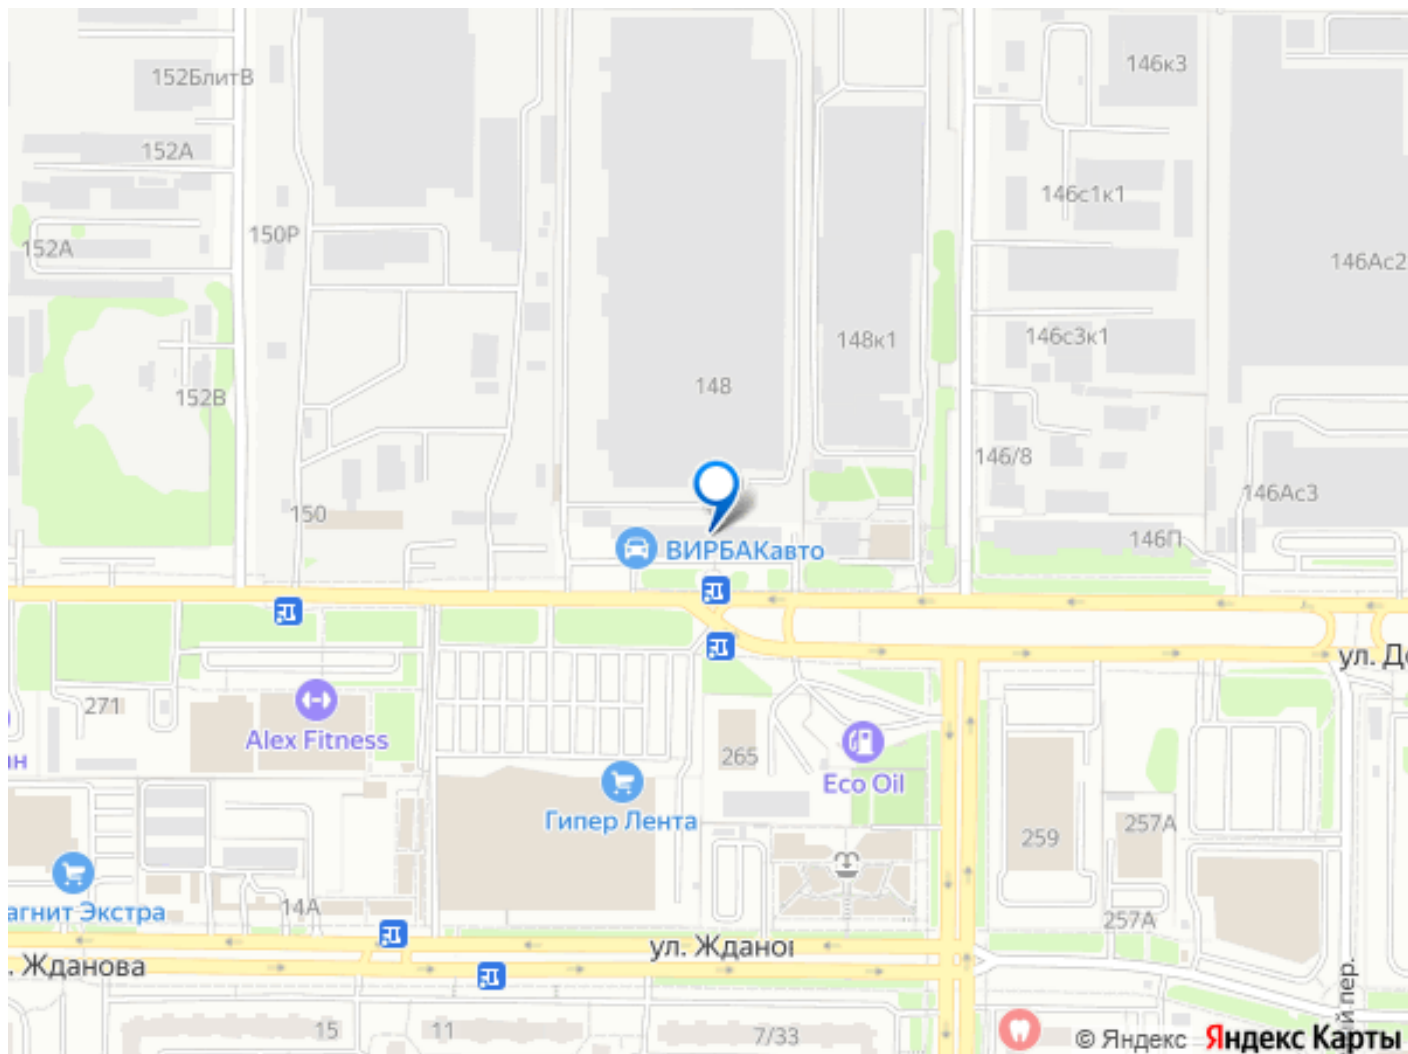 152БлитВ
146к3
152А
146с1к1
150Р
152А
146Ас2
146с3к1
148к1
148
152В
146/8
146Ас3
150
146П
ВИРБАКавто
ул. До
271
Alex Fitness
265
Eco Oil
Гипер Лента
257А
259
агнит Экстра
14А
257А
ул. Ждано
. Жданова
й пер.
15
11
7/33
© Яндекс Яндекс Карты